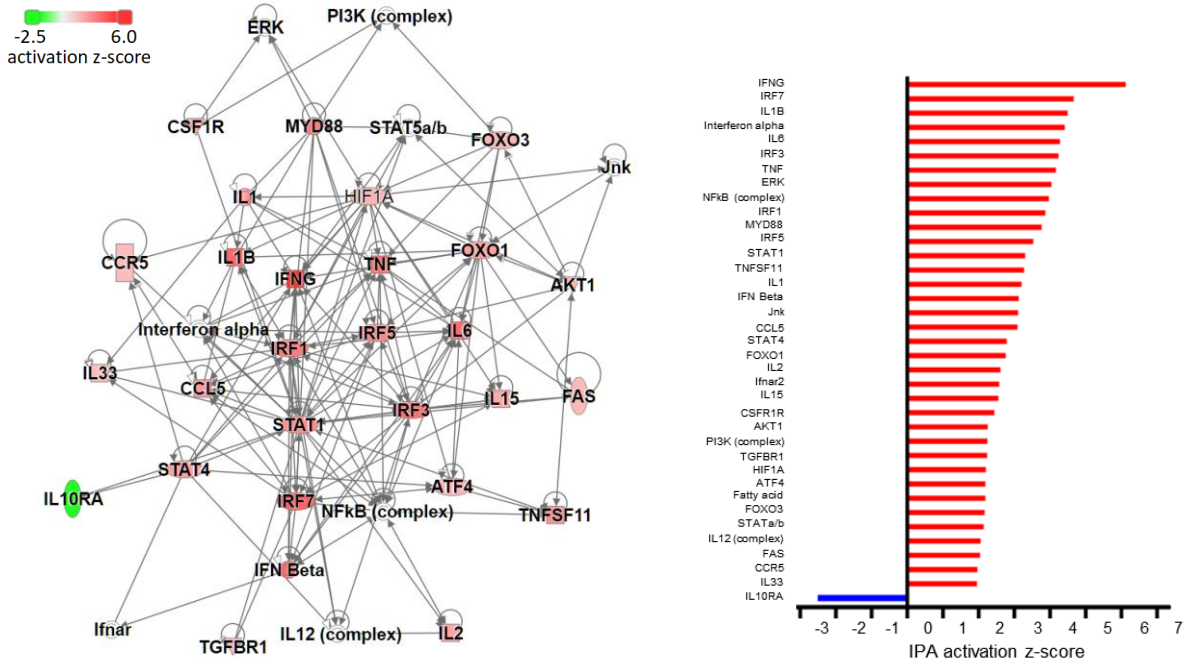 -2.5 6.0
activation z-score
ERK
PI3K (complex)
CSF1R
MYD88
STAT5a/b
FOXO3
Jnk
IL1
HIF1A
CCR5
IL1B
IFNG
TNF
FOXO1
AKT1
Interferon alpha
IRF1
IRF5
IL6
IL33
CCL5
IRF3
IL15
FAS
STAT1
STAT4
IL10RA
IRF7
NFkB (complex)
ATF4
TNFSF11
IFN Beta
Ifnar
TGFBR1
IL12 (complex)
IL2
IFNG
IRF7
IL1B
Interferon alpha
IL6
IRF3
TNF
ERK
NFkB (complex)
IRF1
MYD88
IRF5
STAT1
TNFSF11
IL1
IFN Beta
Jnk
CCL5
STAT4
FOXO1
IL2
Ifnar2
IL15
CSFR1R
AKT1
PI3K (complex)
TGFBR1
HIF1A
ATF4
Fatty acid
FOXO3
STATa/b
IL12 (complex)
FAS
CCR5
IL33
IL10RA
-3 -2 -1 0 1 2 3 4 5 6 7
IPA activation z-score